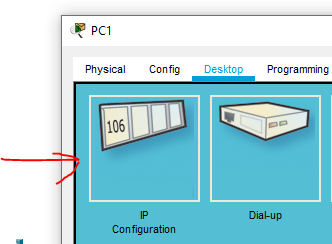 PC1
Physical Config Desktop Programming
106
IP
Configuration
Dial-up